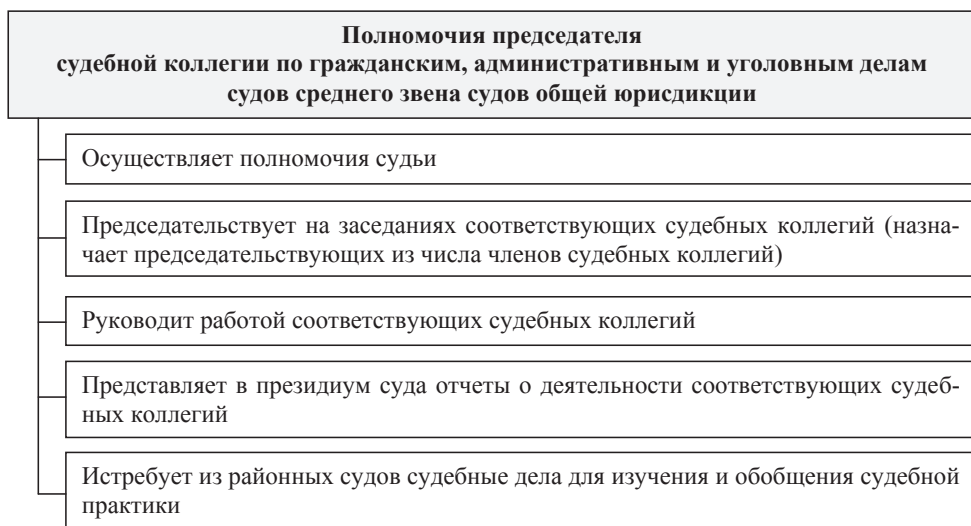 Полномочия председателя
судебной коллегии по гражданским, административным и уголовным делам
судов среднего звена судов общей юрисдикции
Осуществляет полномочия судьи
Председательствует на заседаниях соответствующих судебных коллегий (назна-
чает председательствующих из числа членов судебных коллегий)
Руководит работой соответствующих судебных коллегий
Представляет в президиум суда отчеты о деятельности соответствующих судеб-
ных коллегий
Истребует из районных судов судебные дела для изучения и обобщения судебной
практики